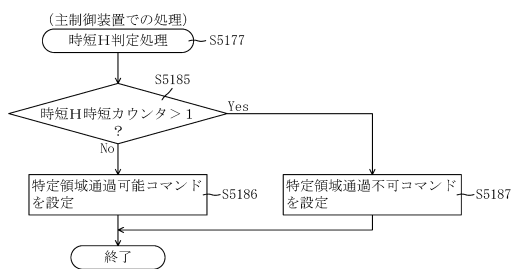 (主制御装置での処理)
時短H判定処理
S5177
S5185
時短H時短カウンタ>1
?
Yes
No
特定領域通過可能コマンド
を設定
S5186
特定領域通過不可コマンド
を設定
S5187
終了